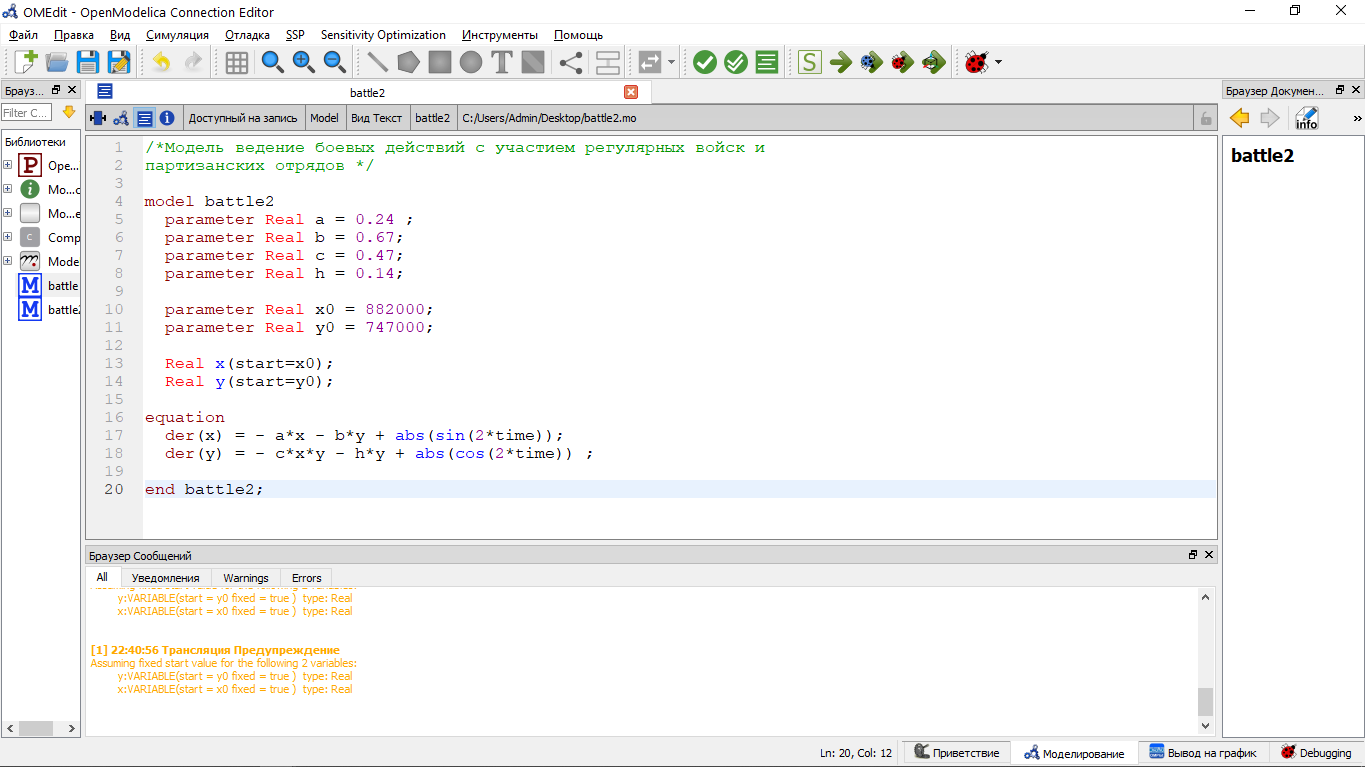 OMEdit - OpenModelica Connection Editor
Файл Правка Вид Симуляция Отладка SSP Sensitivity Optimization Инструменты Помощь
Брауз...
Filter C...
Библиотеки
P Ope...
i Mo...c
Mo...e
C Comp
Mode
M battle
M battle2
battle2
Доступный на запись Model Вид Текст battle2 C:/Users/Admin/Desktop/battle2.mo
1 /*Модель ведение боевых действий с участием регулярных войск и
2 партизанских отрядов */
3
4 model battle2
5 parameter Real a = 0.24 ;
6 parameter Real b = 0.67;
7 parameter Real c = 0.47;
8 parameter Real h = 0.14;
9
10 parameter Real x0 = 882000;
11 parameter Real y0 = 747000;
12
13 Real x(start=x0);
14 Real y(start=y0);
15
16 equation
17 der(x) = - a*x - b*y + abs(sin(2*time));
18 der(y) = - c*x*y - h*y + abs(cos(2*time)) ;
19
20 end battle2;
Браузер Сообщений
All Уведомления Warnings Errors
Assuming fixed start value for the following 2 variables:
y:VARIABLE(start = y0 fixed = true ) type: Real
x:VARIABLE(start = x0 fixed = true ) type: Real
[1] 22:40:56 Трансляция Предупреждение
Assuming fixed start value for the following 2 variables:
y:VARIABLE(start = y0 fixed = true ) type: Real
x:VARIABLE(start = x0 fixed = true ) type: Real
Браузер Докумен...
info
»
battle2
Ln: 20, Col: 12 Приветствие Моделирование Вывод на график Debugging